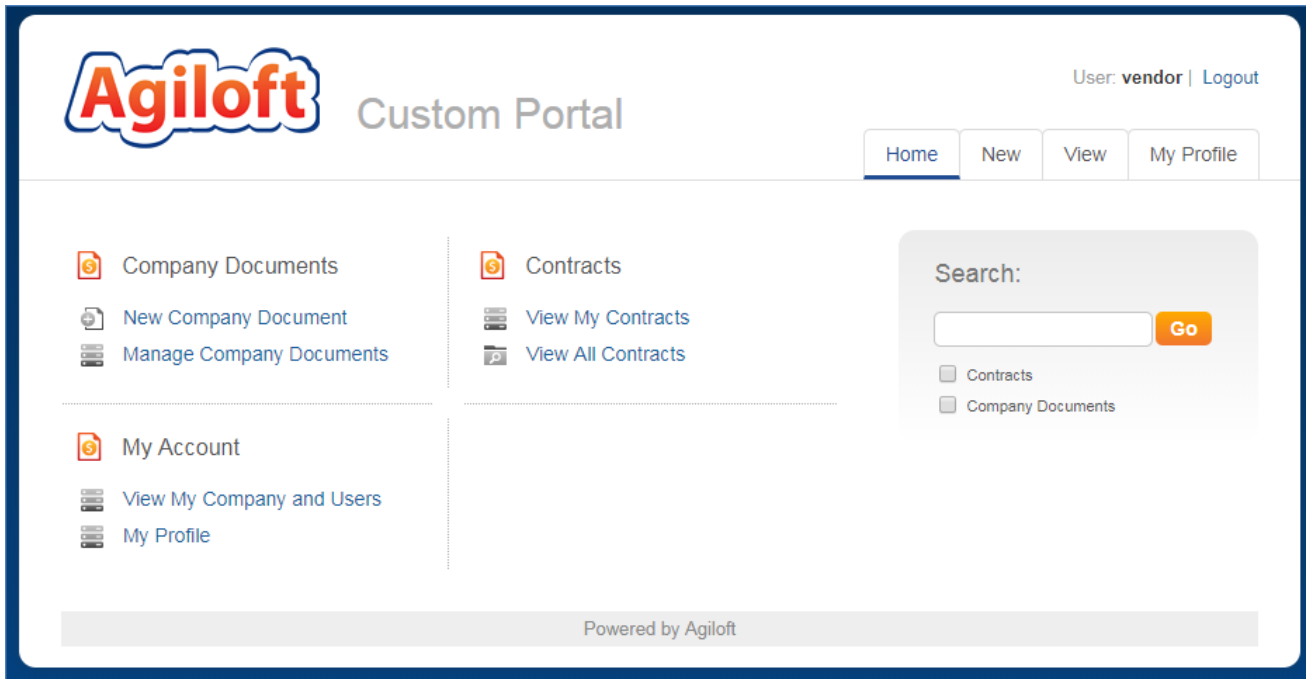 Agiloft Custom Portal
User: vendor | Logout
Home New View My Profile
Company Documents
New Company Document
Manage Company Documents
Contracts
View My Contracts
View All Contracts
Search:
Go
Contracts
Company Documents
My Account
View My Company and Users
My Profile
Powered by Agiloft